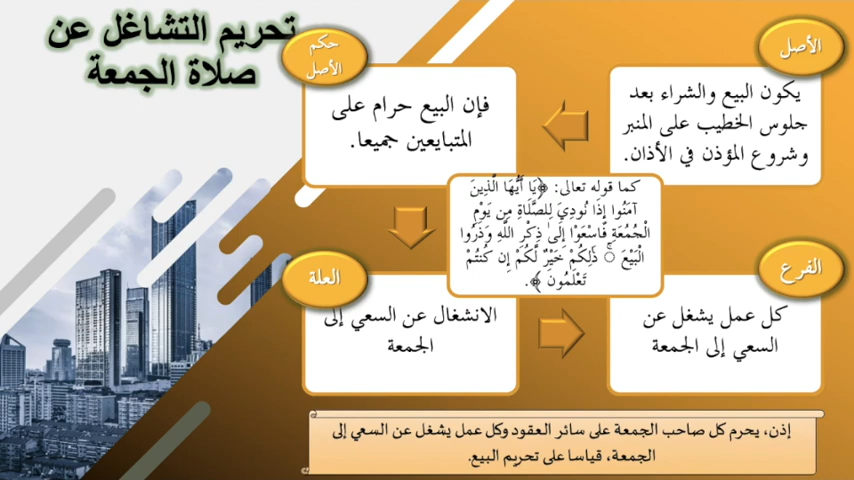 تحريم التشاغل عن
صلاة الجمعة
الأصل
يكون البيع والشراء بعد
جلوس الخطيب على المنبر
وشروع المؤذن في الأذان.
حكم
الأصل
فإن البيع حرام على
المتبايعين جميعا.
كما قوله تعالى: ﴿يَا أَيُّهَا الَّذِينَ
آمَنُوا إِذَا نُودِيَ لِلصَّلَاةِ مِن يَوْمِ
الْجُمُعَةِ فَاسْعَوْا إِلَىٰ ذِكْرِ اللَّهِ وَذَرُوا
الْبَيْعَ ۚ ذَٰلِكُمْ خَيْرٌ لَّكُمْ إِن كُنتُمْ
تَعْلَمُونَ﴾.
العلة
الانشغال عن السعي إلى
الجمعة
الفرع
كل عمل يشغل عن
السعي إلى الجمعة
إذن، يحرم كل صاحب الجمعة على سائر العقود وكل عمل يشغل عن السعي إلى
الجمعة، قياسا على تحريم البيع.